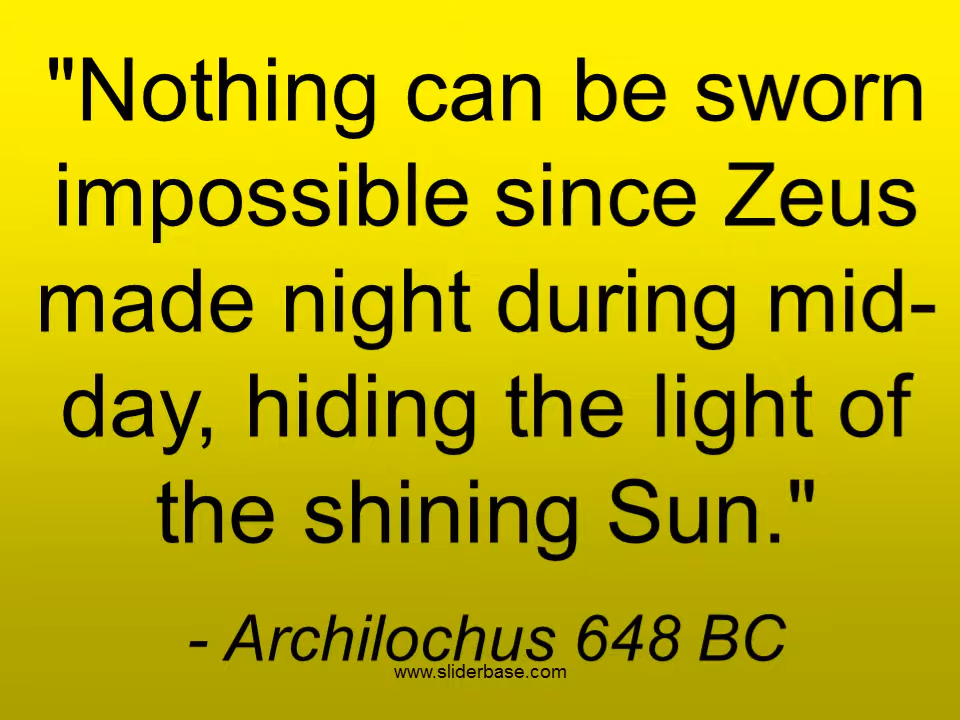 "Nothing can be sworn
impossible since Zeus
made night during mid-
day, hiding the light of
the shining Sun."
- Archilochus 648 BC
www.sliderbase.com